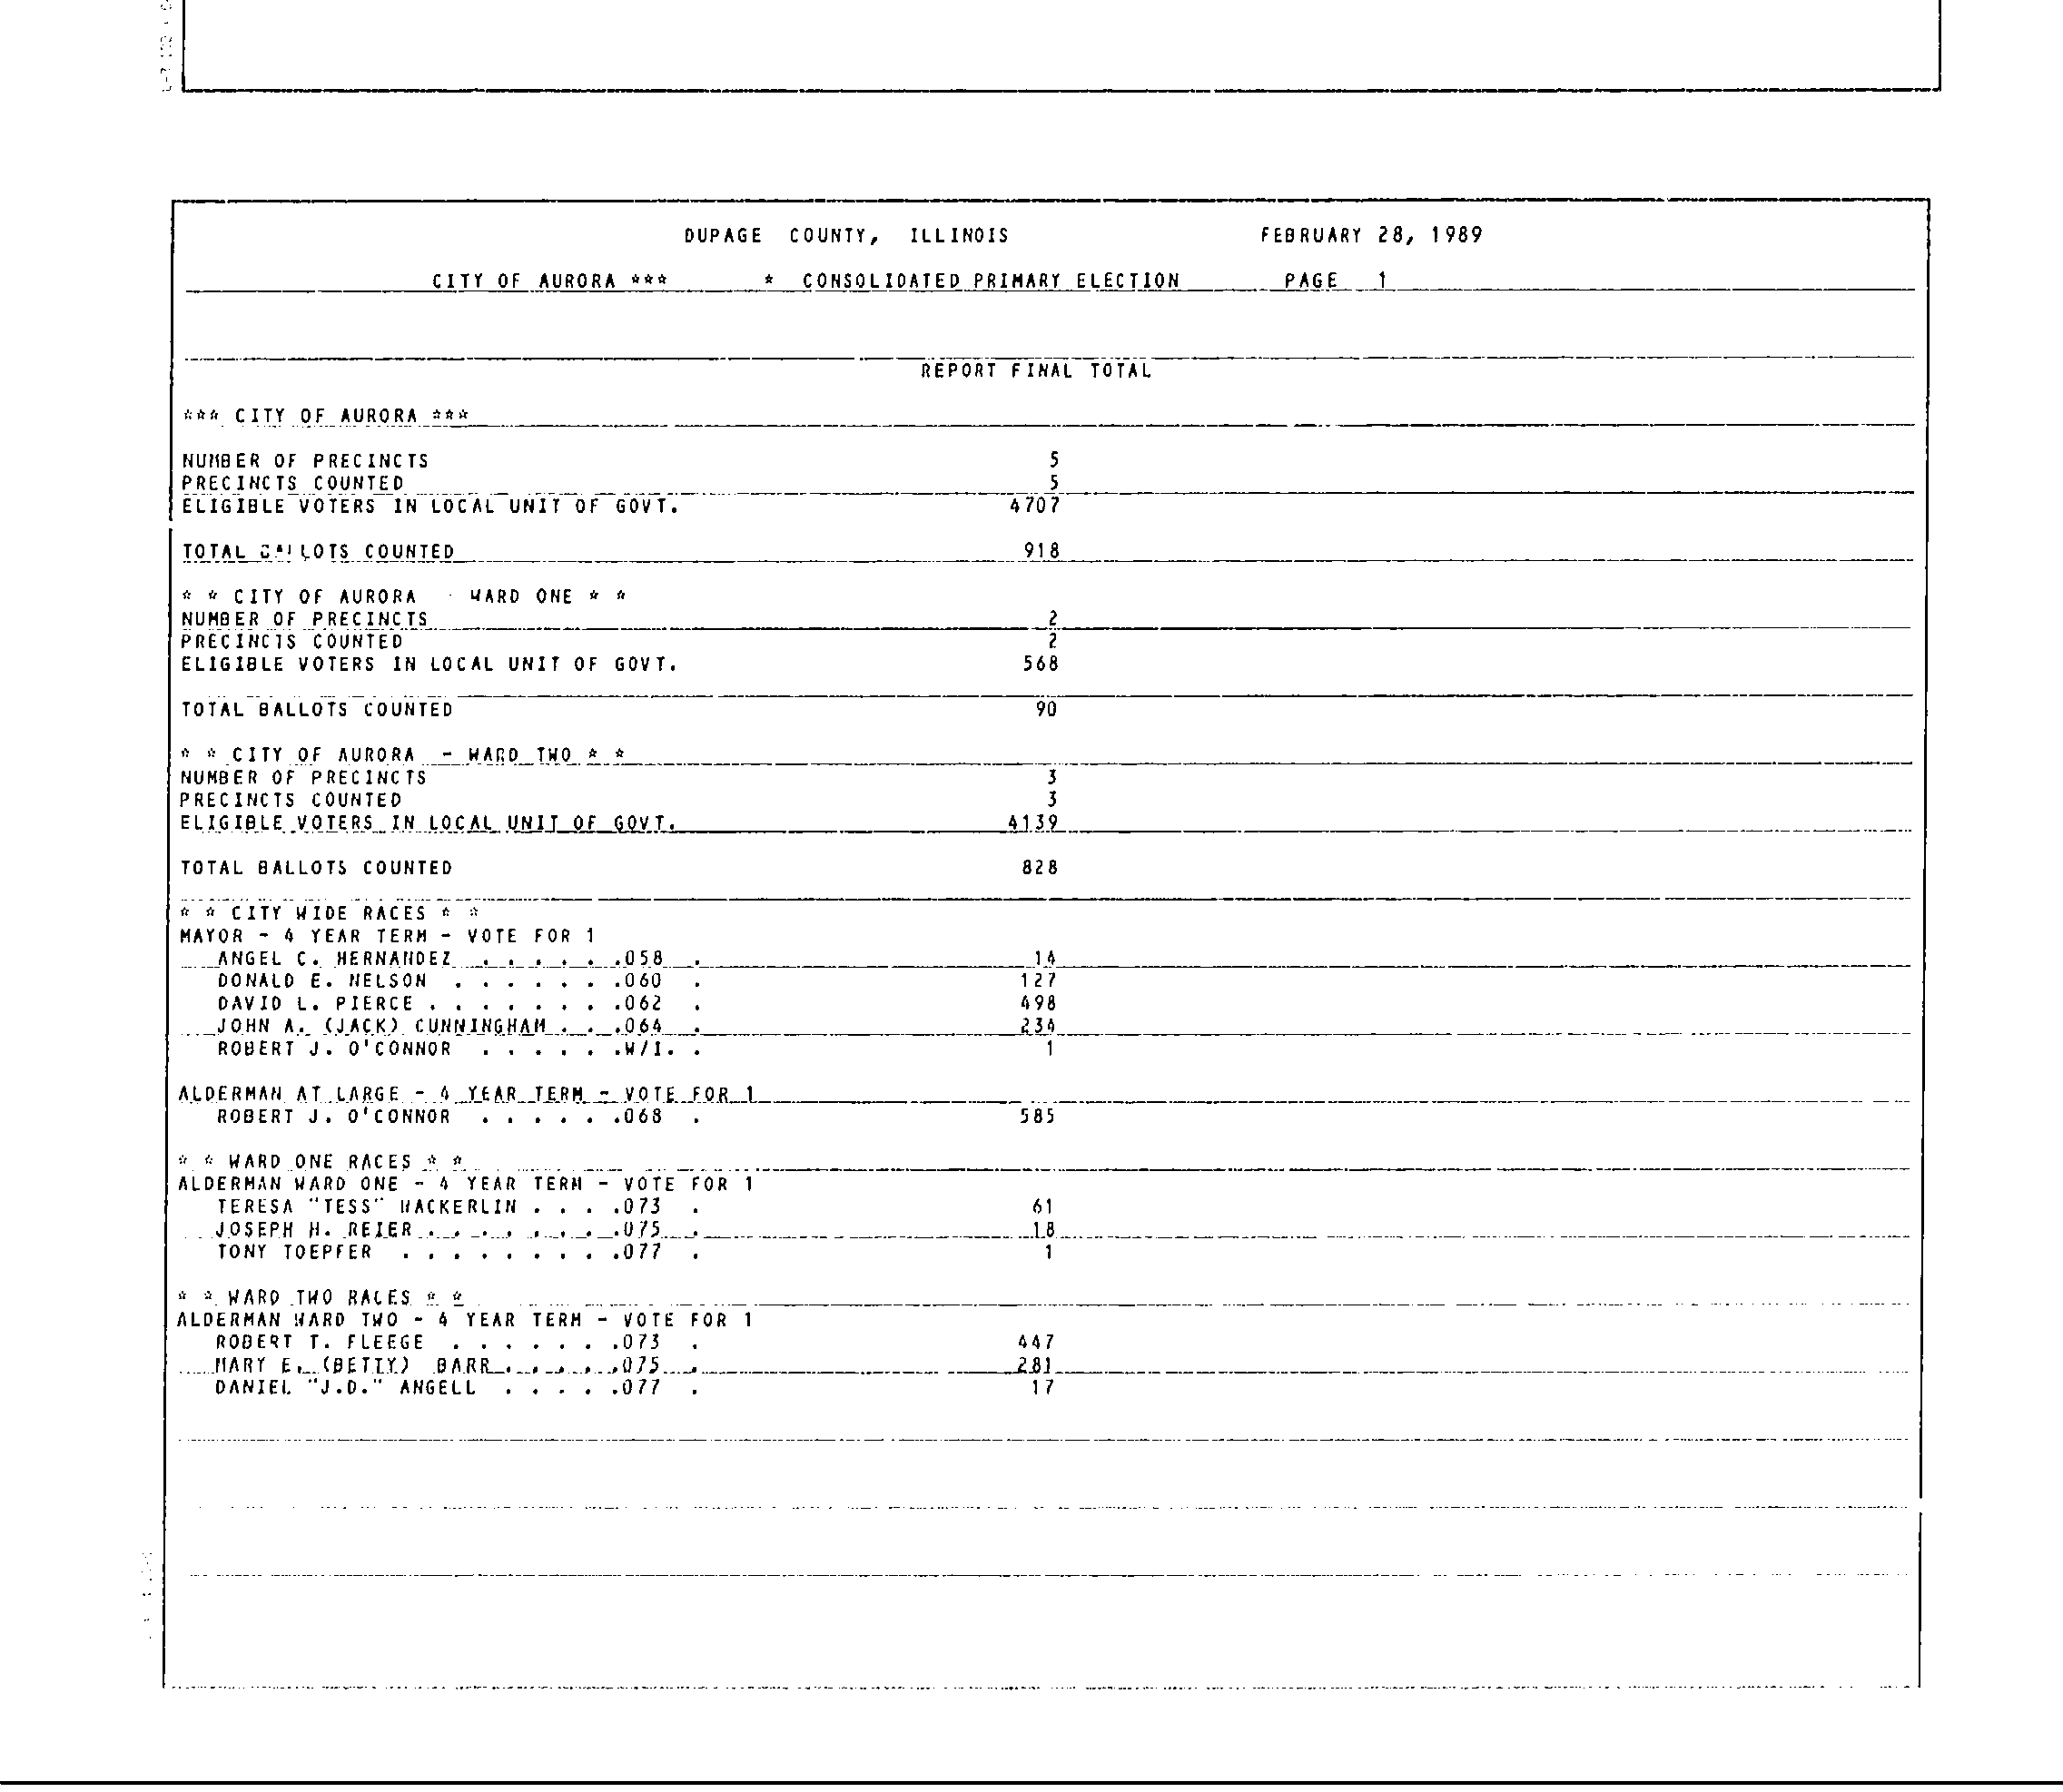 DUPAGE COUNTY, ILLINOIS FEBRUARY 28, 1989
CITY OF AURORA *** * CONSOLIDATED PRIMARY ELECTION PAGE 1
REPORT FINAL TOTAL
*** CITY OF AURORA ***
NUMBER OF PRECINCTS 5
PRECINCTS COUNTED 5
ELIGIBLE VOTERS IN LOCAL UNIT OF GOVT. 4707
TOTAL BALLOTS COUNTED 918
* * CITY OF AURORA - WARD ONE * *
NUMBER OF PRECINCTS 2
PRECINCTS COUNTED 2
ELIGIBLE VOTERS IN LOCAL UNIT OF GOVT. 568
TOTAL BALLOTS COUNTED 90
* * CITY OF AURORA - WARD TWO * *
NUMBER OF PRECINCTS 3
PRECINCTS COUNTED 3
ELIGIBLE VOTERS IN LOCAL UNIT OF GOVT. 4139
TOTAL BALLOTS COUNTED 828
* * CITY WIDE RACES * *
MAYOR - 4 YEAR TERM - VOTE FOR 1
ANGEL C. HERNANDEZ . . . . . .058 . 14
DONALD E. NELSON . . . . . . .060 . 127
DAVID L. PIERCE . . . . . . . .062 . 498
JOHN A. (JACK) CUNNINGHAM . . .064 . 234
ROBERT J. O'CONNOR . . . . . .W/I. . 1
ALDERMAN AT LARGE - 4 YEAR TERM - VOTE FOR 1
ROBERT J. O'CONNOR . . . . . .068 . 585
* * WARD ONE RACES * *
ALDERMAN WARD ONE - 4 YEAR TERM - VOTE FOR 1
TERESA "TESS" WACKERLIN . . . .073 . 61
JOSEPH H. REIER . . . . . . . .075 . 18
TONY TOEPFER . . . . . . . . .077 . 1
* * WARD TWO RACES * *
ALDERMAN WARD TWO - 4 YEAR TERM - VOTE FOR 1
ROBERT T. FLEEGE . . . . . . .073 . 447
MARY E. (BETTY) BARR . . . . .075 . 281
DANIEL "J.D." ANGELL . . . . .077 . 17